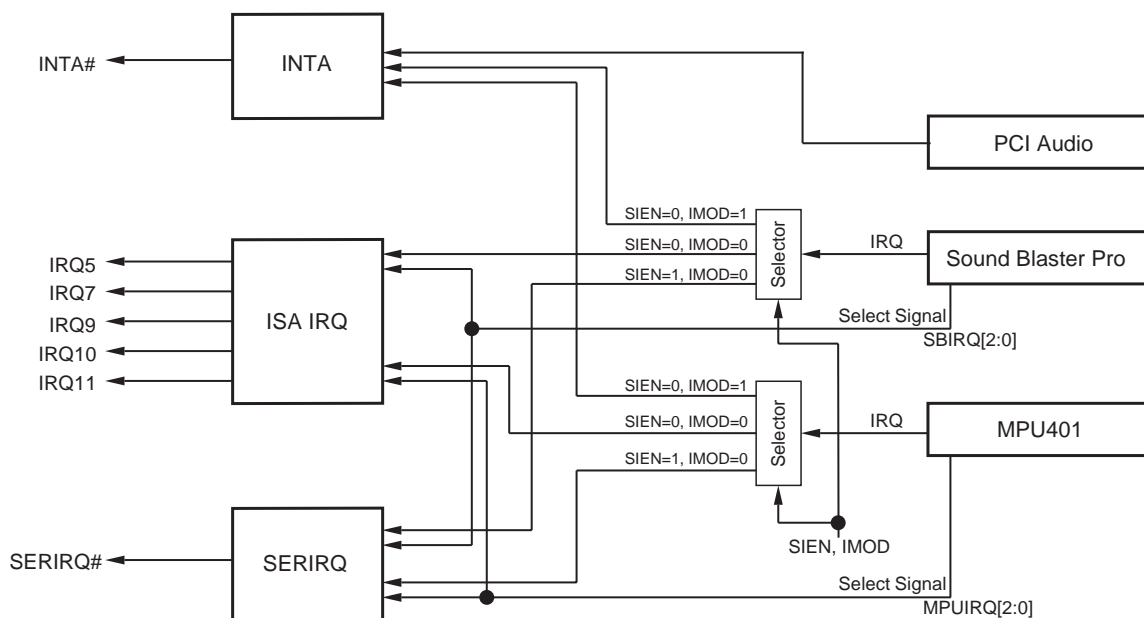 INTA#
INTA
PCI Audio
SIEN=0, IMOD=1
SIEN=0, IMOD=0
SIEN=1, IMOD=0
Selector
IRQ
Sound Blaster Pro
IRQ5
IRQ7
IRQ9
IRQ10
IRQ11
ISA IRQ
Select Signal
SBIRQ[2:0]
SIEN=0, IMOD=1
SIEN=0, IMOD=0
SIEN=1, IMOD=0
Selector
IRQ
MPU401
SERIRQ#
SERIRQ
SIEN, IMOD
Select Signal
MPUIRQ[2:0]